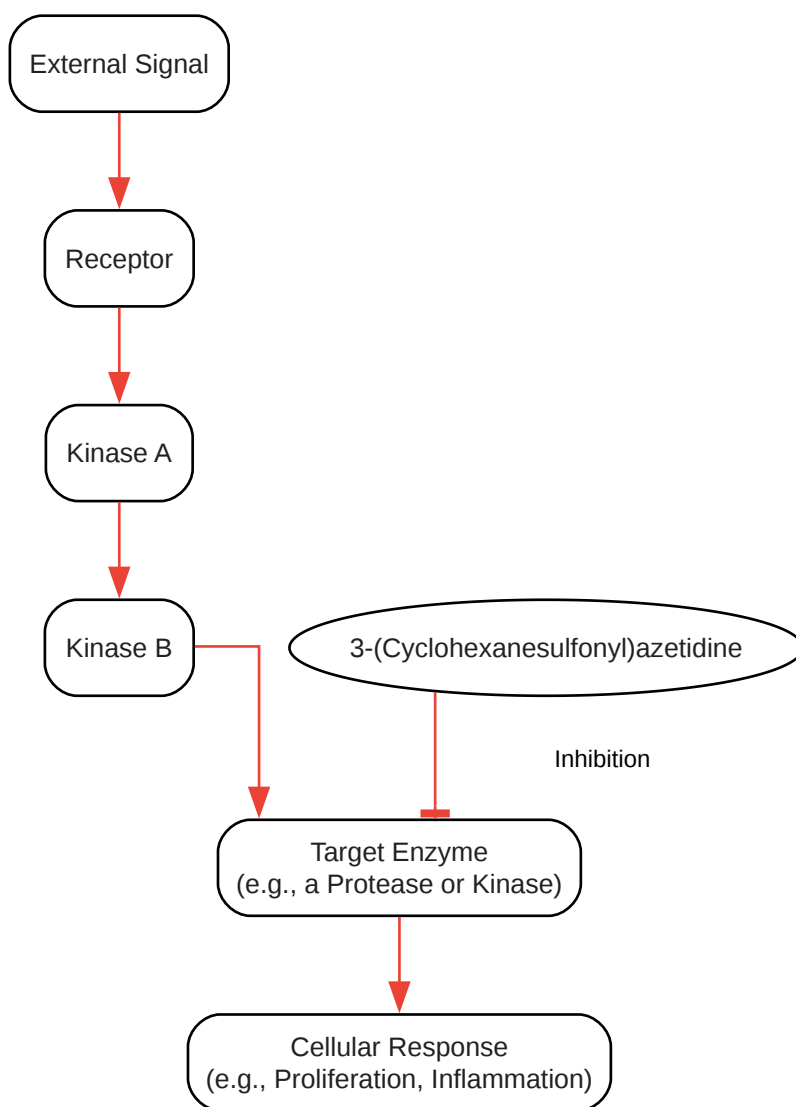 External Signal
Receptor
Kinase A
Kinase B
3-(Cyclohexanesulfonyl)azetidine
Inhibition
Target Enzyme
(e.g., a Protease or Kinase)
Cellular Response
(e.g., Proliferation, Inflammation)